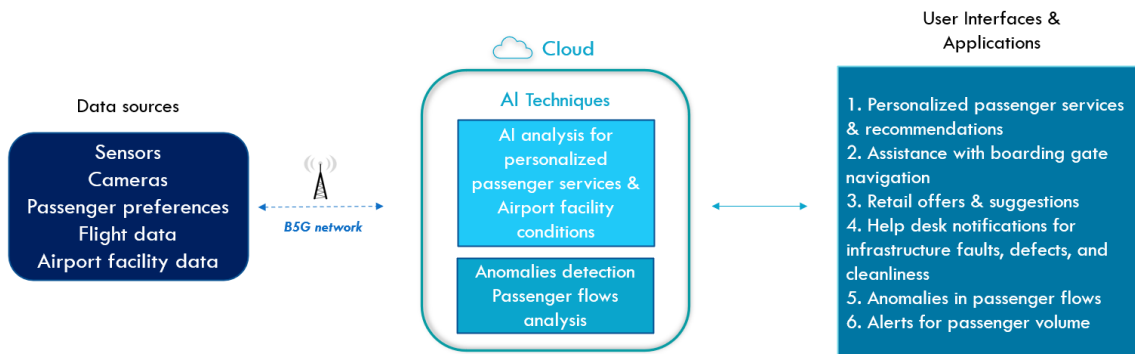 Data sources
Sensors
Cameras
Passenger preferences
Flight data
Airport facility data
B5G network
Cloud
AI Techniques
AI analysis for
personalized
passenger services &
Airport facility
conditions
Anomalies detection
Passenger flows
analysis
User Interfaces &
Applications
1. Personalized passenger services
& recommendations
2. Assistance with boarding gate
navigation
3. Retail offers & suggestions
4. Help desk notifications for
infrastructure faults, defects, and
cleanliness
5. Anomalies in passenger flows
6. Alerts for passenger volume